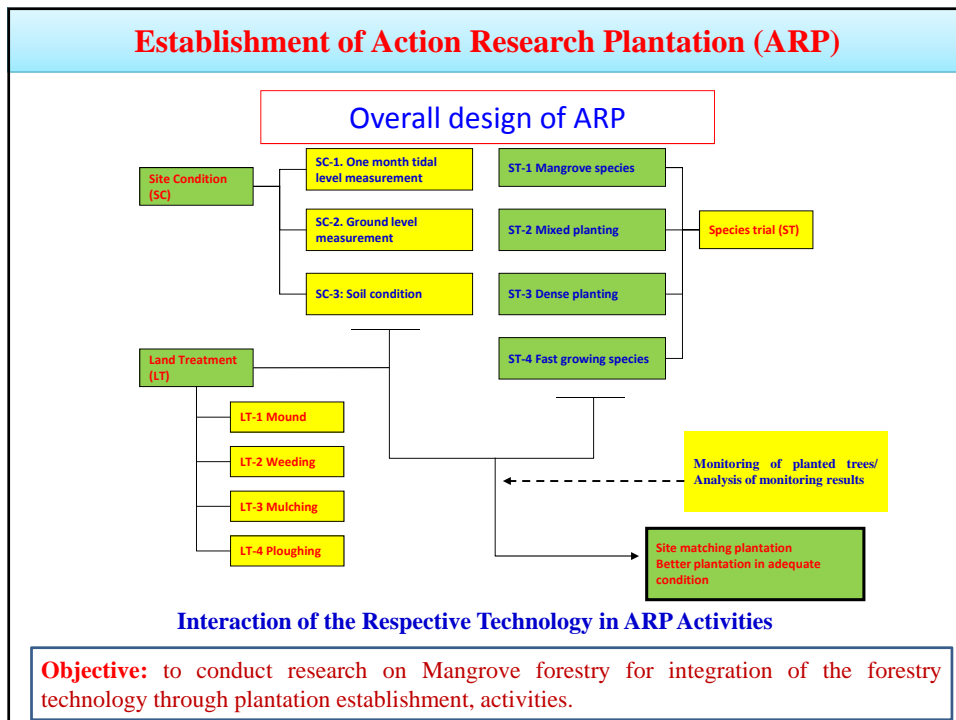 Establishment of Action Research Plantation (ARP)
Overall design of ARP
Site Condition
(SC)
SC-1. One month tidal
level measurement
SC-2. Ground level
measurement
SC-3: Soil condition
ST-1 Mangrove species
ST-2 Mixed planting
ST-3 Dense planting
ST-4 Fast growing species
Species trial (ST)
Land Treatment
(LT)
LT-1 Mound
LT-2 Weeding
LT-3 Mulching
LT-4 Ploughing
Monitoring of planted trees/
Analysis of monitoring results
Site matching plantation
Better plantation in adequate
condition
Interaction of the Respective Technology in ARP Activities
Objective: to conduct research on Mangrove forestry for integration of the forestry
technology through plantation establishment, activities.